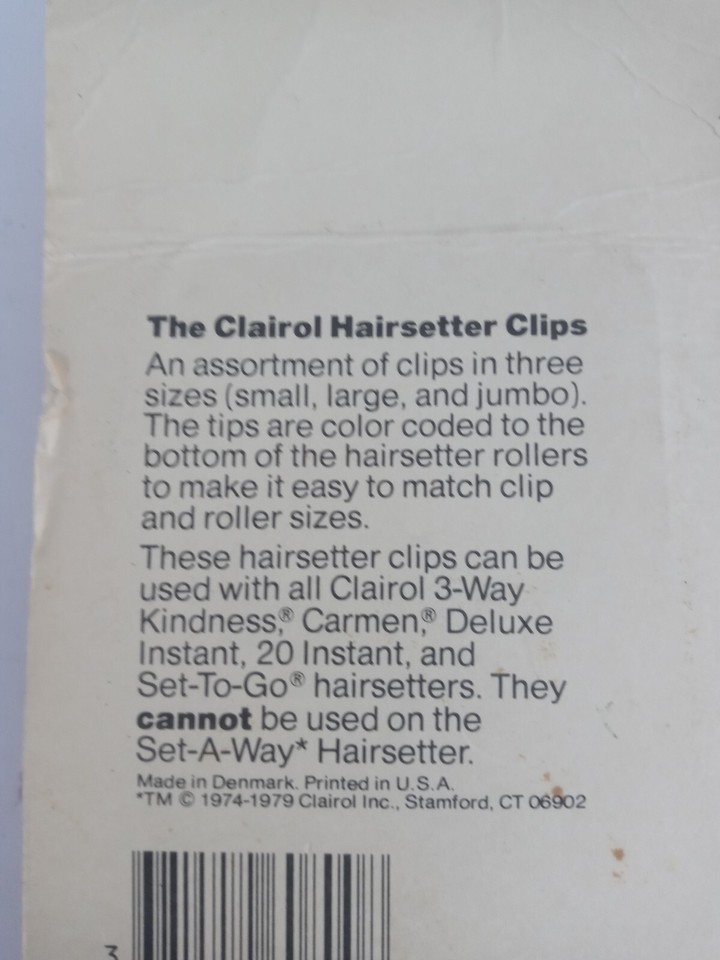 The Clairol Hairsetter Clips
An assortment of clips in three
sizes (small, large, and jumbo).
The tips are color coded to the
bottom of the hairsetter rollers
to make it easy to match clip
and roller sizes.
These hairsetter clips can be
used with all Clairol 3-Way
Kindness,® Carmen,® Deluxe
Instant, 20 Instant, and
Set-To-Go® hairsetters. They
cannot be used on the
Set-A-Way* Hairsetter.
Made in Denmark. Printed in U.S.A.
*TM © 1974-1979 Clairol Inc., Stamford, CT 06902
3